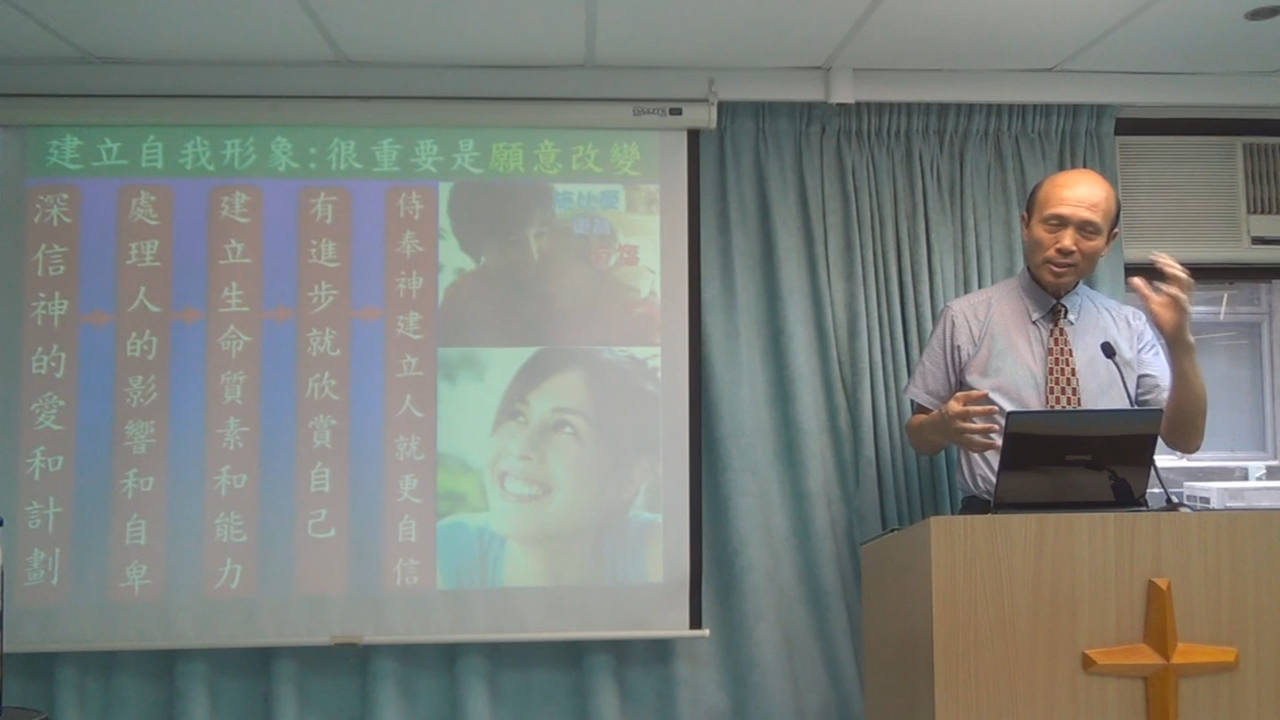 建立自我形象:很重要是願意改變
深信神的愛和計劃
處理人的影響和自卑
建立生命質素和能力
有進步就欣賞自己
侍奉神建立人就更自信